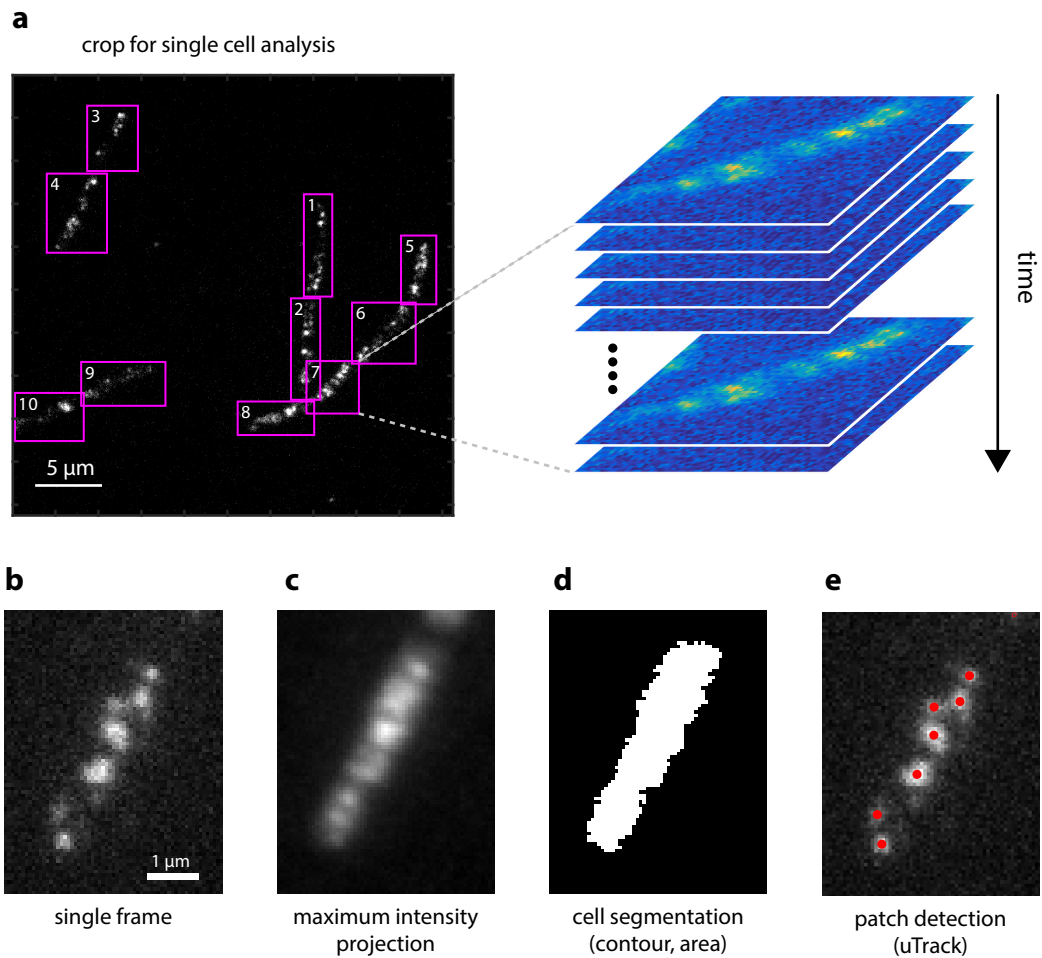 a
crop for single cell analysis
3
4
1
5
2
6
7
9
10
8
5 µm
time
b
c
d
e
1 µm
single frame
maximum intensity
projection
cell segmentation
(contour, area)
patch detection
(uTrack)